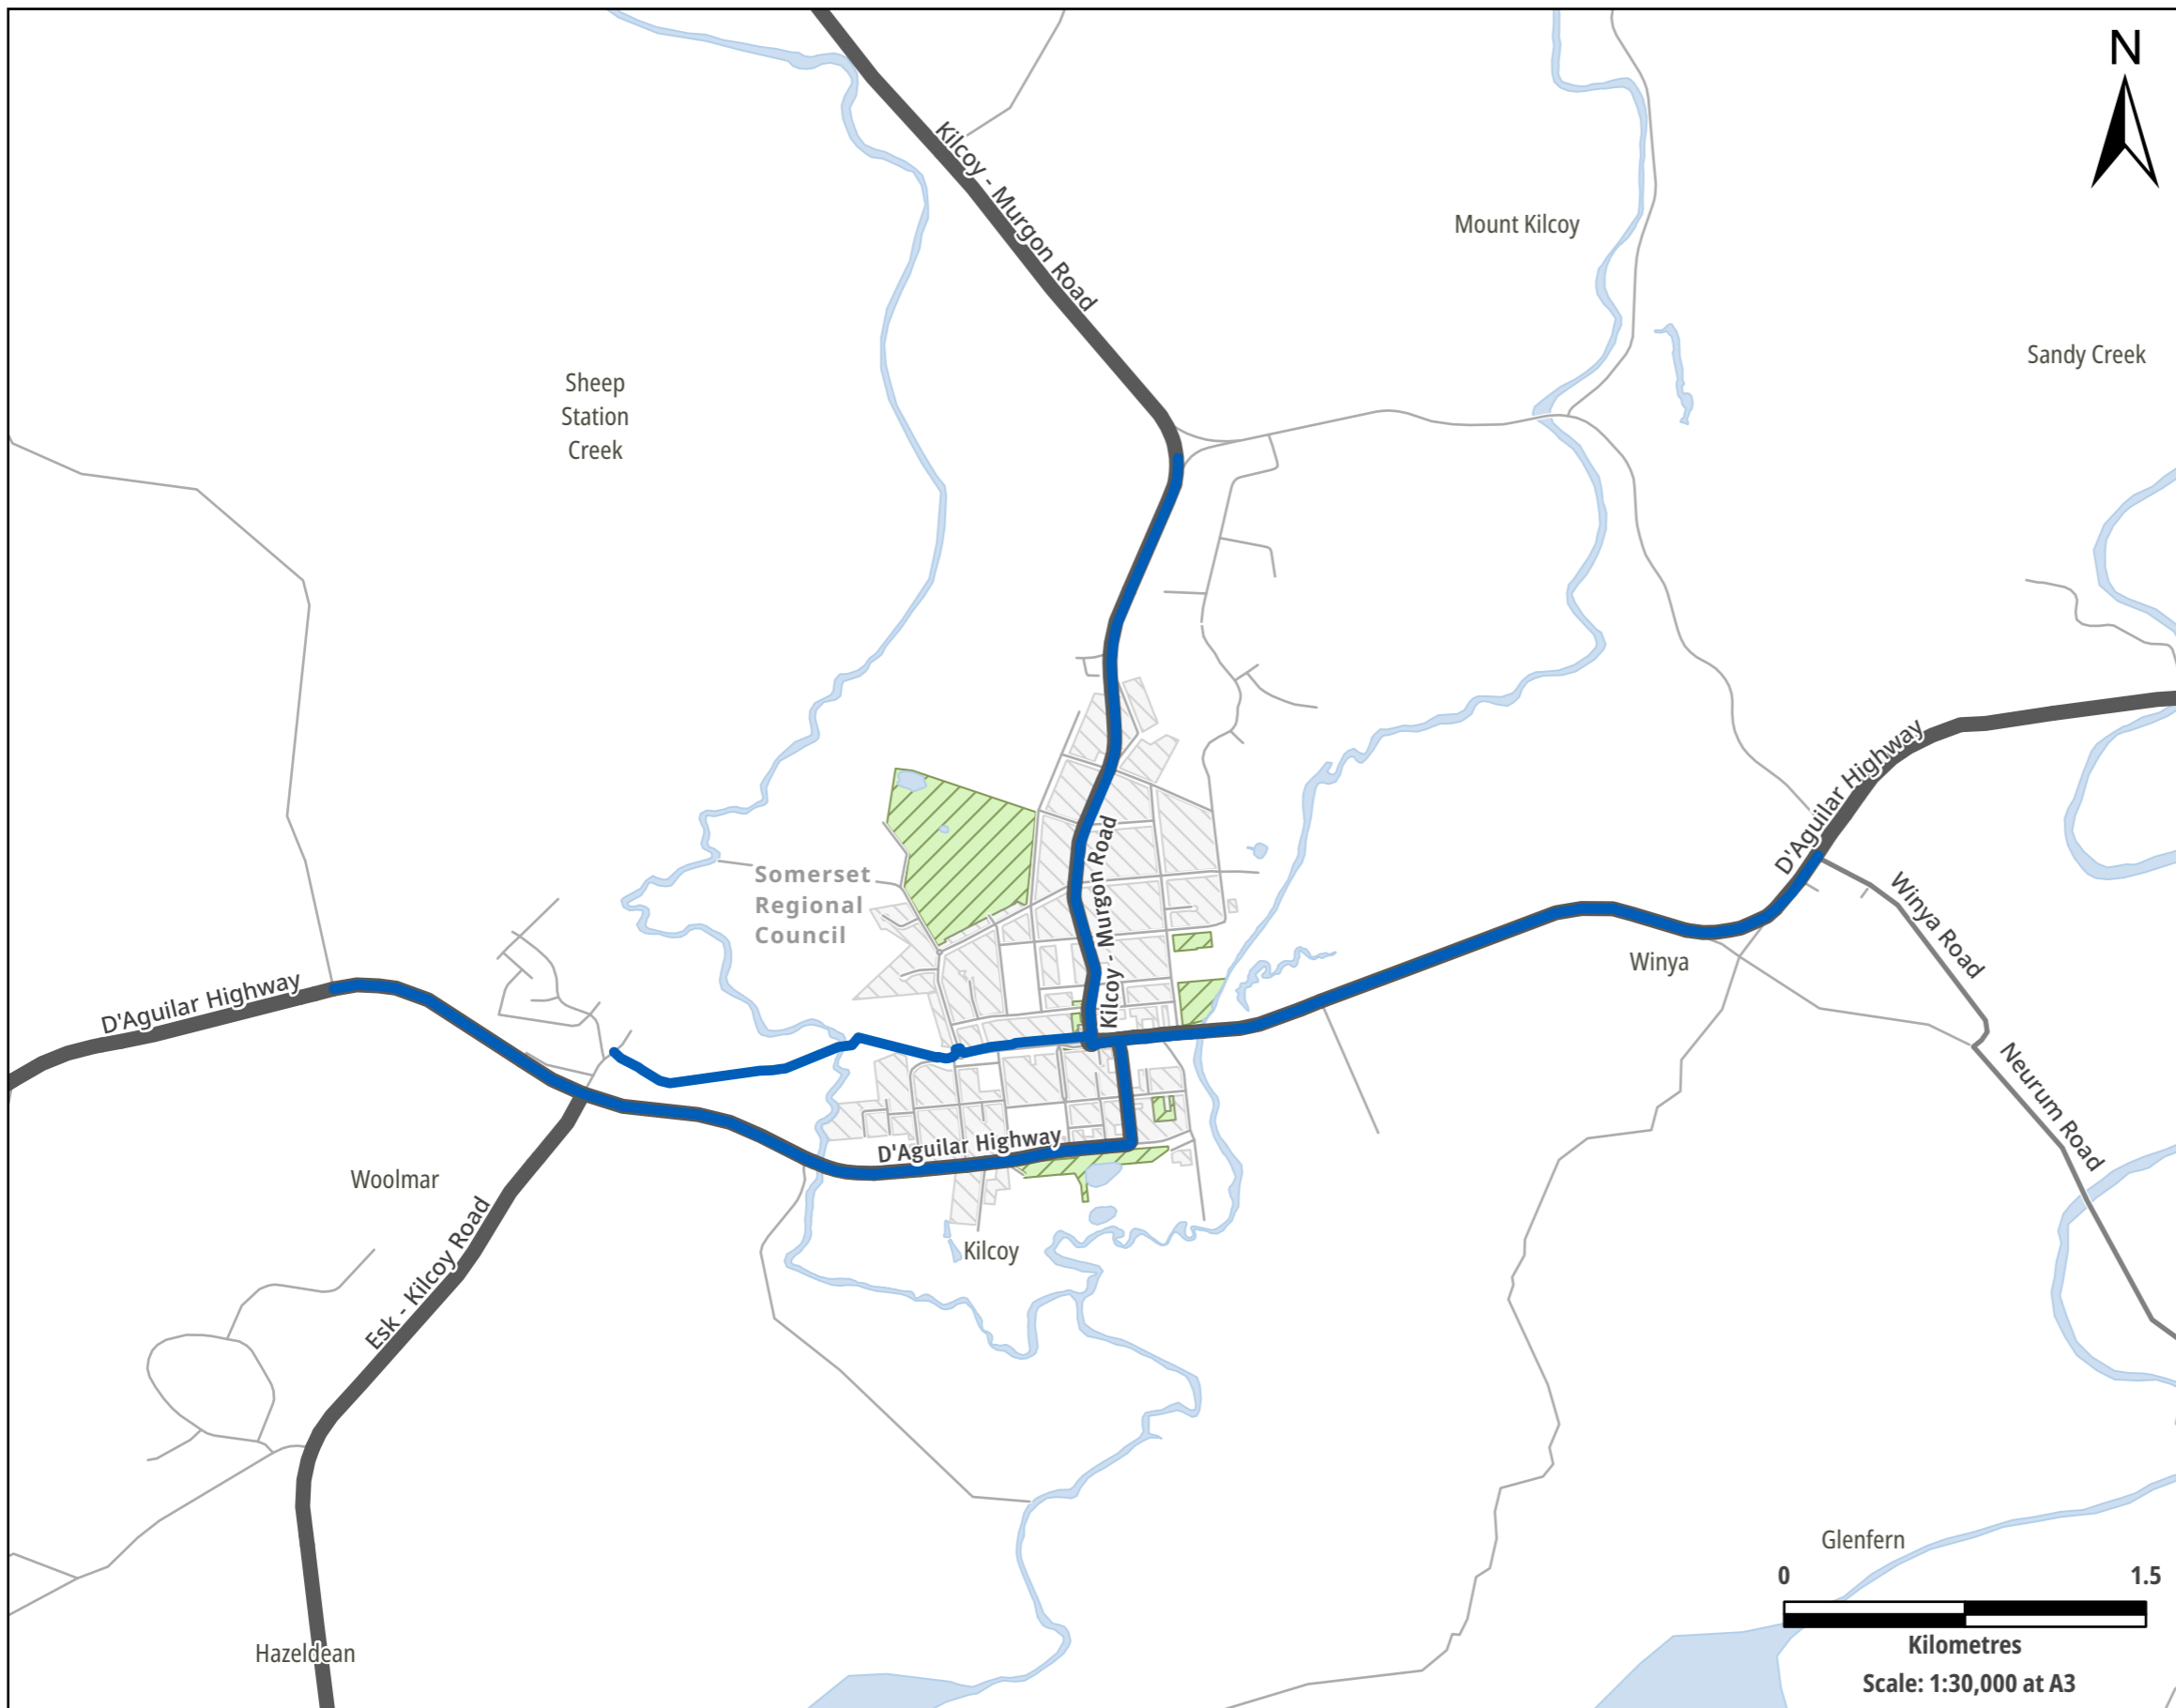 N
Kilcoy - Murgon Road
Mount Kilcoy
Sandy Creek
Sheep
Station
Creek
D'Aguilar Highway
Kilcoy - Murgon Road
Somerset
Regional
Council
Winya Road
Winya
D'Aguilar Highway
Neurum Road
D'Aguilar Highway
Woolmar
Esk - Kilcoy Road
Kilcoy
Glenfern
0 1.5
Kilometres
Scale: 1:30,000 at A3
Hazeldean